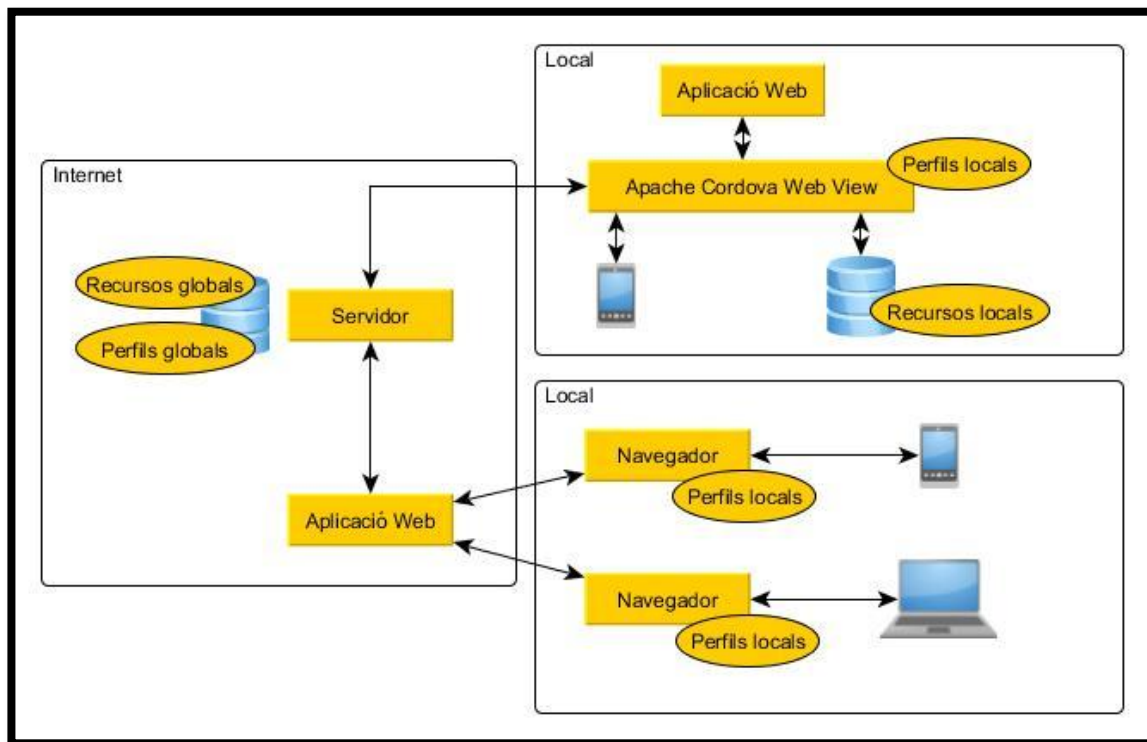 Local
Aplicació Web
Perfils locals
Apache Cordova Web View
Recursos locals
Internet
Recursos globals
Perfils globals
Servidor
Aplicació Web
Local
Navegador
Perfils locals
Navegador
Perfils locals